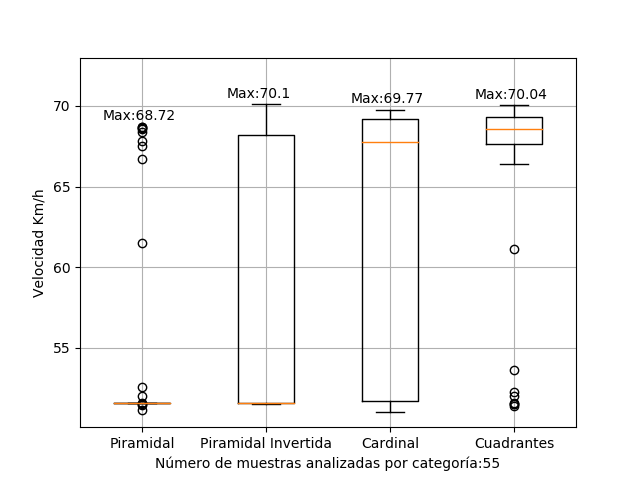 Max:68.72
Max:70.1
Max:69.77
Max:70.04
70
65
60
55
Velocidad Km/h
Piramidal
Piramidal Invertida
Cardinal
Cuadrantes
Número de muestras analizadas por categoría:55